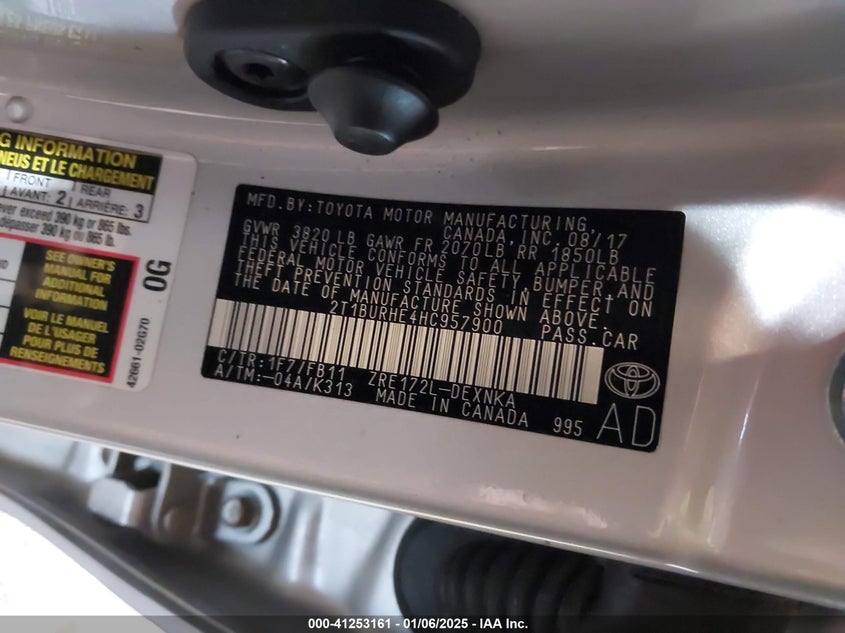 G INFORMATION
NEUS ET LE CHARGEMENT
FRONT REAR
AVANT: 2 ARRIÈRE: 3
ever exceed 390 kg or 865 lbs.
390 kg ou 865 lb.
SEE OWNER'S
MANUAL FOR
ADDITIONAL
INFORMATION
VOIR LE MANUEL
DE L'USAGER
POUR PLUS DE
RENSEIGNEMENTS
0G
42661-02G70
MFD.BY:TOYOTA MOTOR MANUFACTURING,
CANADA, INC. 08/17
GVWR 3820 LB GAWR FR 2070LB RR 1850LB
THIS VEHICLE CONFORMS TO ALL APPLICABLE
FEDERAL MOTOR VEHICLE SAFETY,BUMPER,AND
THEFT PREVENTION STANDARDS IN EFFECT ON
THE DATE OF MANUFACTURE SHOWN ABOVE.
2T1BURHE4HC957900 PASS.CAR
C/TR:1F7/FB11 ZRE172L-DEXNKA
A/TM:-04A/K313 MADE IN CANADA 995
AD
000-41253161 - 01/06/2025 - IAA Inc.